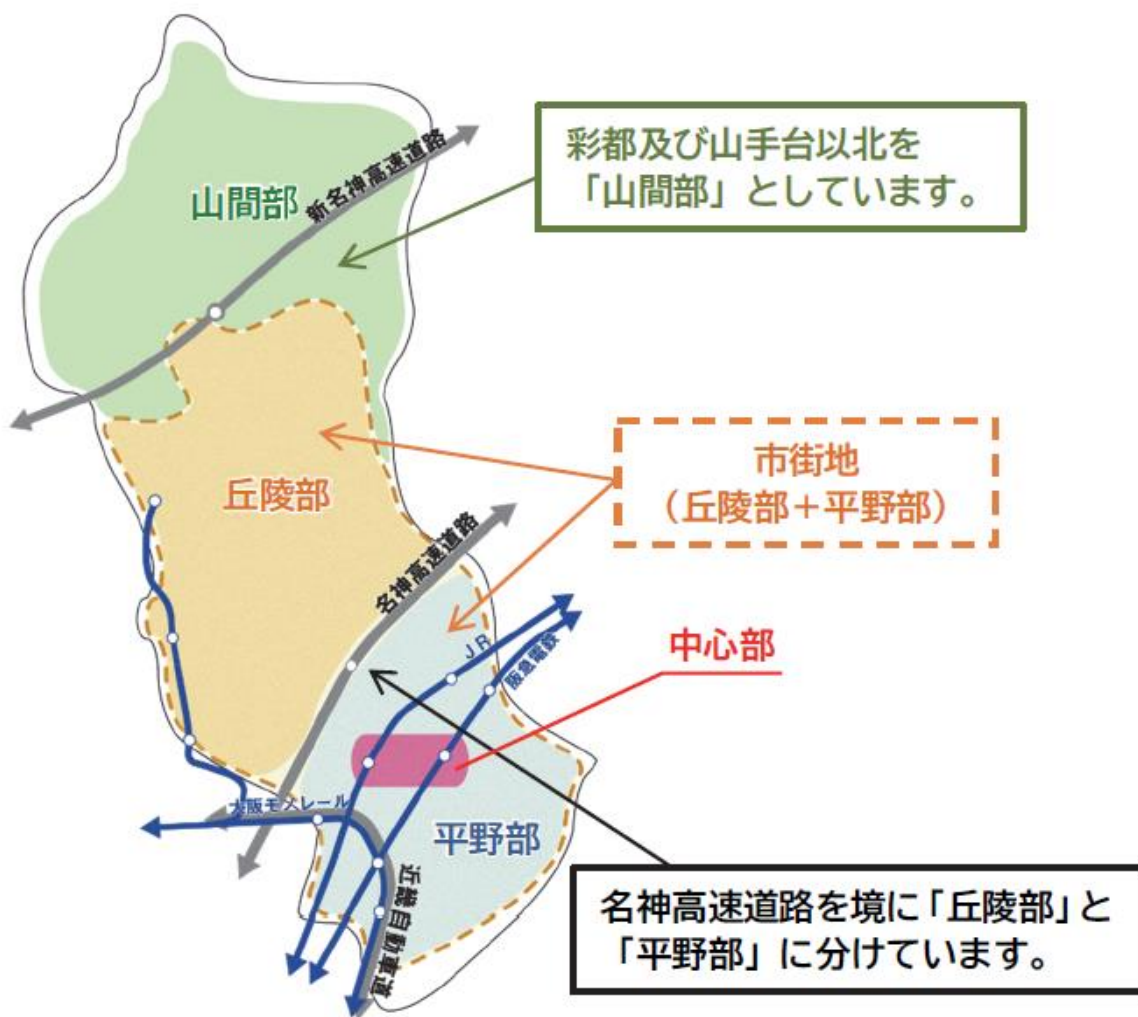 新名神高速道路
山間部
彩都及び山手台以北を
「山間部」としています。
丘陵部
市街地
（丘陵部＋平野部）
名神高速道路
JR
阪急電鉄
中心部
大阪モノレール
平野部
近畿自動車道
名神高速道路を境に「丘陵部」と
「平野部」に分けています。